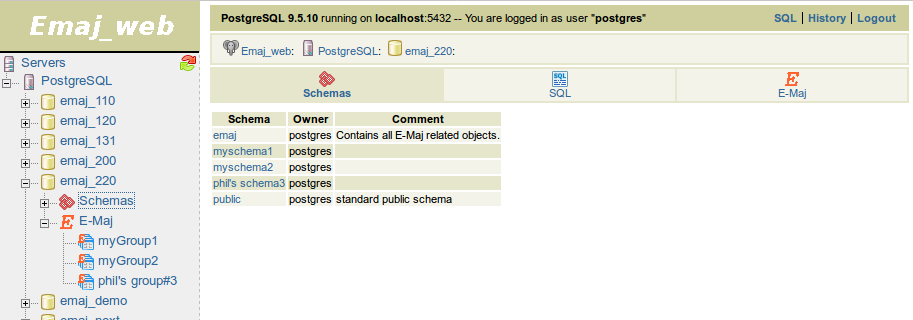 Emaj_web
Servers
PostgreSQL
emaj_110
emaj_120
emaj_131
emaj_200
emaj_220
Schemas
E-Maj
myGroup1
myGroup2
phil's group#3
emaj_demo
emaj_next
PostgreSQL 9.5.10 running on localhost:5432 -- You are logged in as user "postgres"
SQL | History | Logout
Emaj_web: PostgreSQL: emaj_220:
SQL
Schemas SQL E-Maj
Schema Owner Comment
emaj postgres Contains all E-Maj related objects.
myschema1 postgres
myschema2 postgres
phil's schema3 postgres
public postgres standard public schema